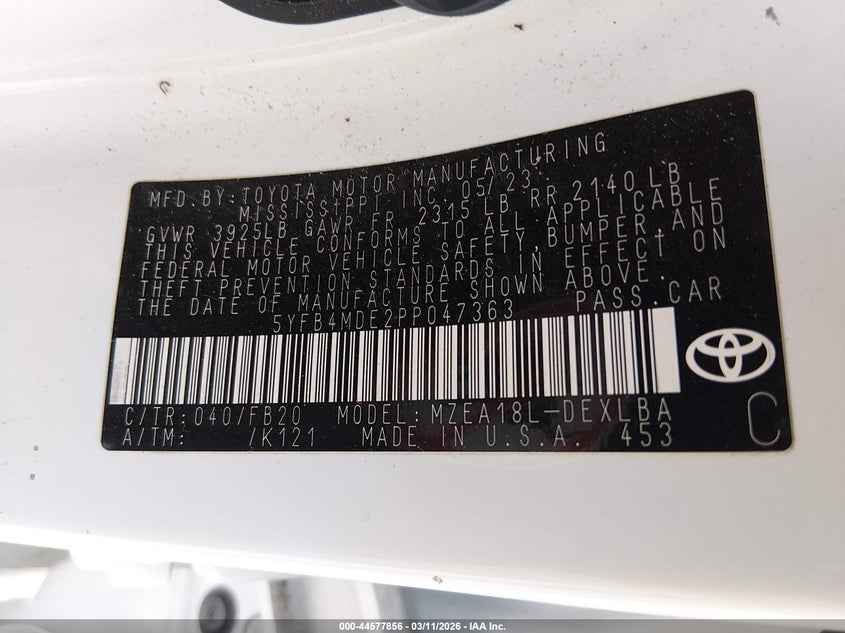 MFD. BY: TOYOTA MOTOR MANUFACTURING
MISSISSIPPI INC. 05/23
GVWR 3925LB GAWR FR 2315 LB RR 2140 LB
THIS VEHICLE CONFORMS TO ALL APPLICABLE
FEDERAL MOTOR VEHICLE SAFETY, BUMPER, AND
THEFT PREVENTION STANDARDS IN EFFECT ON
THE DATE OF MANUFACTURE SHOWN ABOVE.
5YFB4MDE2PP047363 PASS. CAR
C/TR: 040/FB20 MODEL: MZEA18L-DEXLBA
A/TM: /K121 MADE IN U.S.A. 453
C
000-44577856 - 03/11/2026 - IAA Inc.